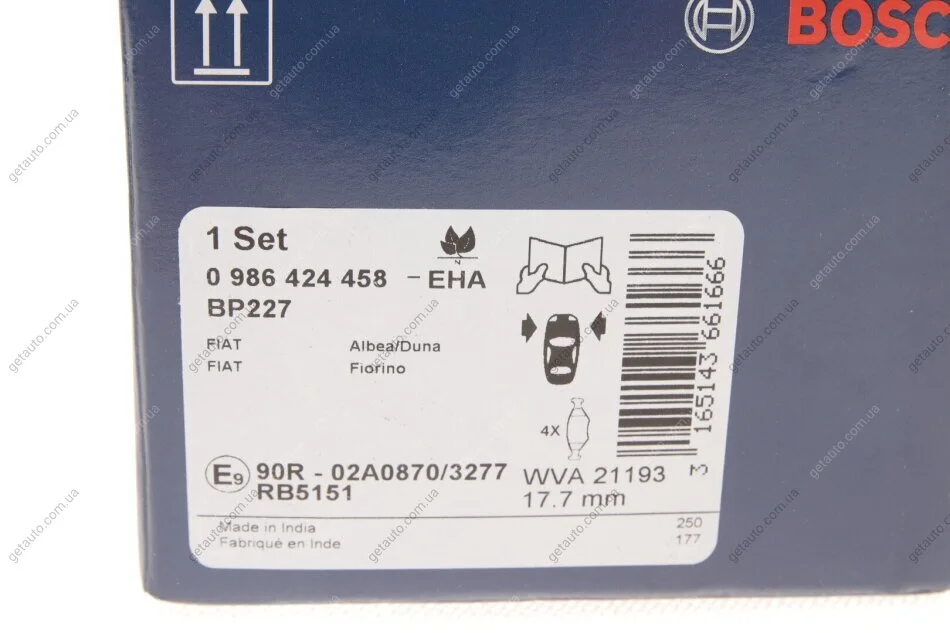 BOSC
1 Set
0 986 424 458 - EHA
BP227
FIAT Albea/Duna
FIAT Fiorino
4X
3 165143 661666
E9 90R - 02A0870/3277
RB5151
WVA 21193
17.7 mm
Made in India
Fabriqué en Inde
250
177
getauto.com.ua